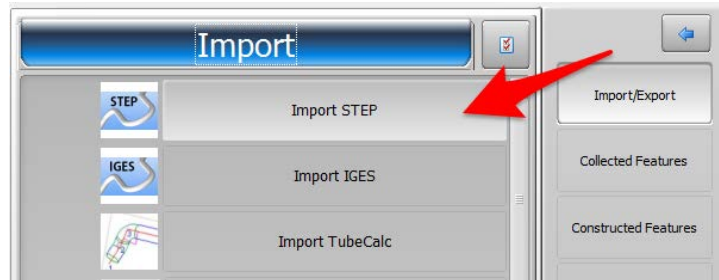 Import
STEP
Import STEP
Import/Export
IGES
Import IGES
Collected Features
Import TubeCalc
Constructed Features